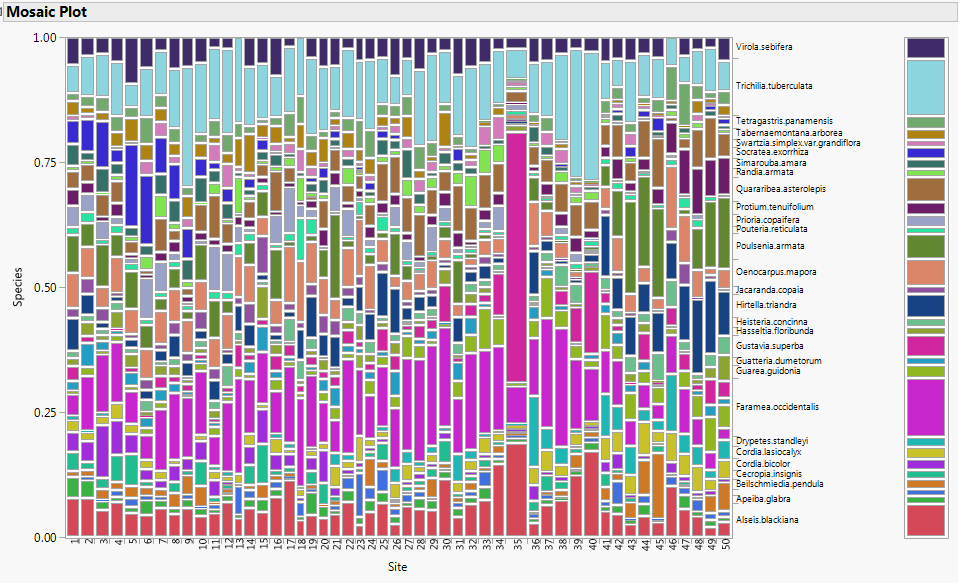 Mosaic Plot
1.00
0.75
0.50
0.25
0.00
Species
Virola.sebifera
Trichilia.tuberculata
Tetragastris.panamensis
Tabernaemontana.arborea
Swartzia.simplex.var.grandiflora
Socratea.exorrhiza
Simarouba.amara
Randia.armata
Quararibea.asterolepis
Protium.tenuifolium
Prioria.copaifera
Pouteria.reticulata
Poulsenia.armata
Oenocarpus.mapora
Jacaranda.copaia
Hirtella.triandra
Heisteria.concinna
Hasseltia.floribunda
Gustavia.superba
Guatteria.dumetorum
Guarea.guidonia
Faramea.occidentalis
Drypetes.standleyi
Cordia.lasiocalyx
Cordia.bicolor
Cecropia.insignis
Beilschmiedia.pendula
Apeiba.glabra
Alseis.blackiana
1 2 3 4 5 6 7 8 9 10 11 12 13 14 15 16 17 18 19 20 21 22 23 24 25 26 27 28 29 30 31 32 33 34 35 36 37 38 39 40 41 42 43 44 45 46 47 48 49 50
Site